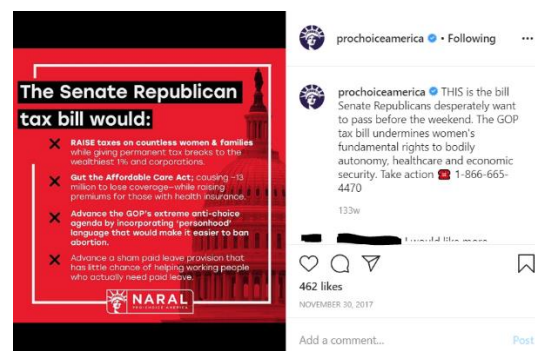 The Senate Republican
tax bill would:
RAISE taxes on countless women & families
while giving permanent tax breaks to the
wealthiest 1% and corporations.
Gut the Affordable Care Act; causing ~13
million to lose coverage—while raising
premiums for those with health insurance.
Advance the GOP's extreme anti-choice
agenda by incorporating 'personhood'
language that would make it easier to ban
abortion.
Advance a sham paid leave provision that
has little chance of helping working people
who actually need paid leave.
NARAL
PRO-CHOICE AMERICA
prochoiceamerica • Following
prochoiceamerica THIS is the bill
Senate Republicans desperately want
to pass before the weekend. The GOP
tax bill undermines women's
fundamental rights to bodily
autonomy, healthcare and economic
security. Take action ☎ 1-866-665-
4470
133w
I would like more
462 likes
NOVEMBER 30, 2017
Add a comment...
Post